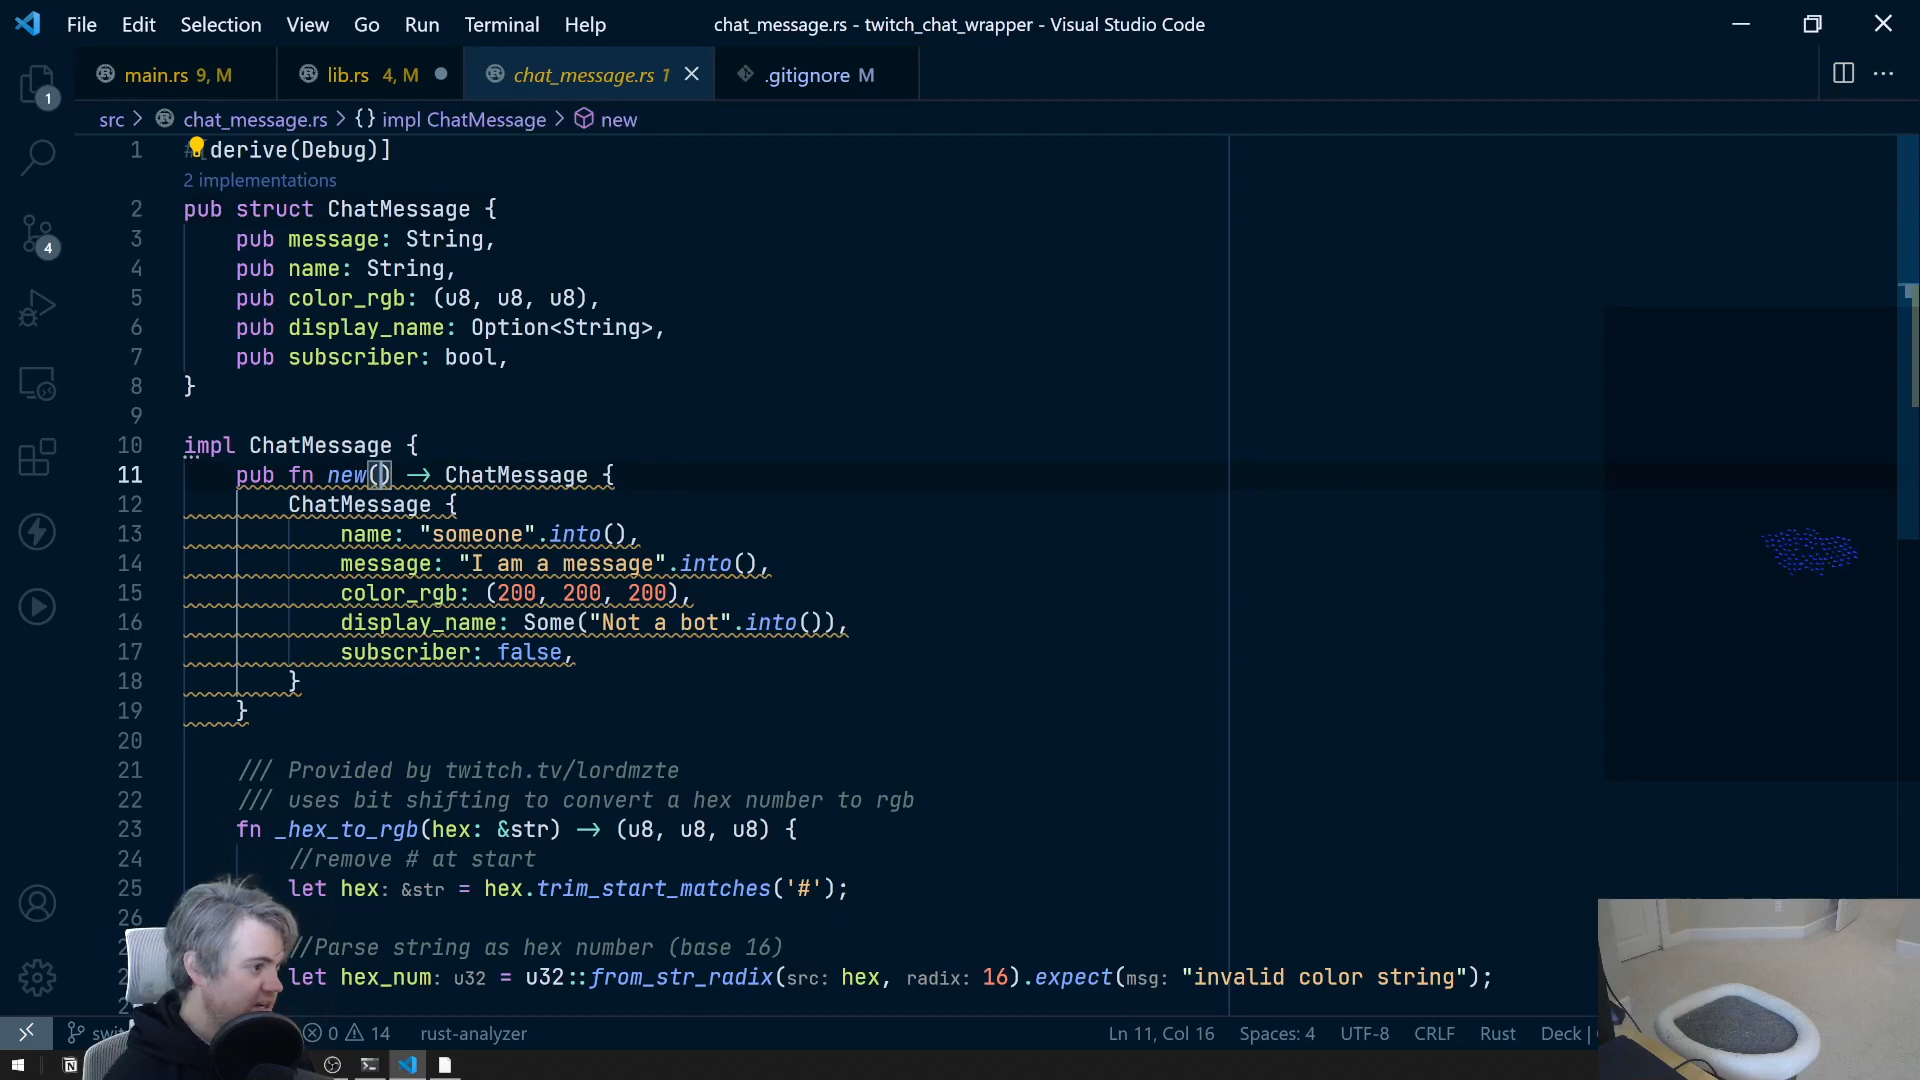 File Edit Selection View Go Run Terminal Help
chat_message.rs - twitch_chat_wrapper - Visual Studio Code
main.rs 9, M
lib.rs 4, M
chat_message.rs 1
.gitignore M
src > chat_message.rs > {} impl ChatMessage > new
1
4
1 #[derive(Debug)]
2 implementations
2 pub struct ChatMessage {
3 pub message: String,
4 pub name: String,
5 pub color_rgb: (u8, u8, u8),
6 pub display_name: Option<String>,
7 pub subscriber: bool,
8 }
9
10 impl ChatMessage {
11 pub fn new() -> ChatMessage {
12 ChatMessage {
13 name: "someone".into(),
14 message: "I am a message".into(),
15 color_rgb: (200, 200, 200),
16 display_name: Some("Not a bot".into()),
17 subscriber: false,
18 }
19 }
20
21 /// Provided by twitch.tv/lordmzte
22 /// uses bit shifting to convert a hex number to rgb
23 fn _hex_to_rgb(hex: &str) -> (u8, u8, u8) {
24 //remove # at start
25 let hex: &str = hex.trim_start_matches('#');
26
//Parse string as hex number (base 16)
let hex_num: u32 = u32::from_str_radix(src: hex, radix: 16).expect(msg: "invalid color string");
0 14 rust-analyzer Ln 11, Col 16 Spaces: 4 UTF-8 CRLF Rust Deck